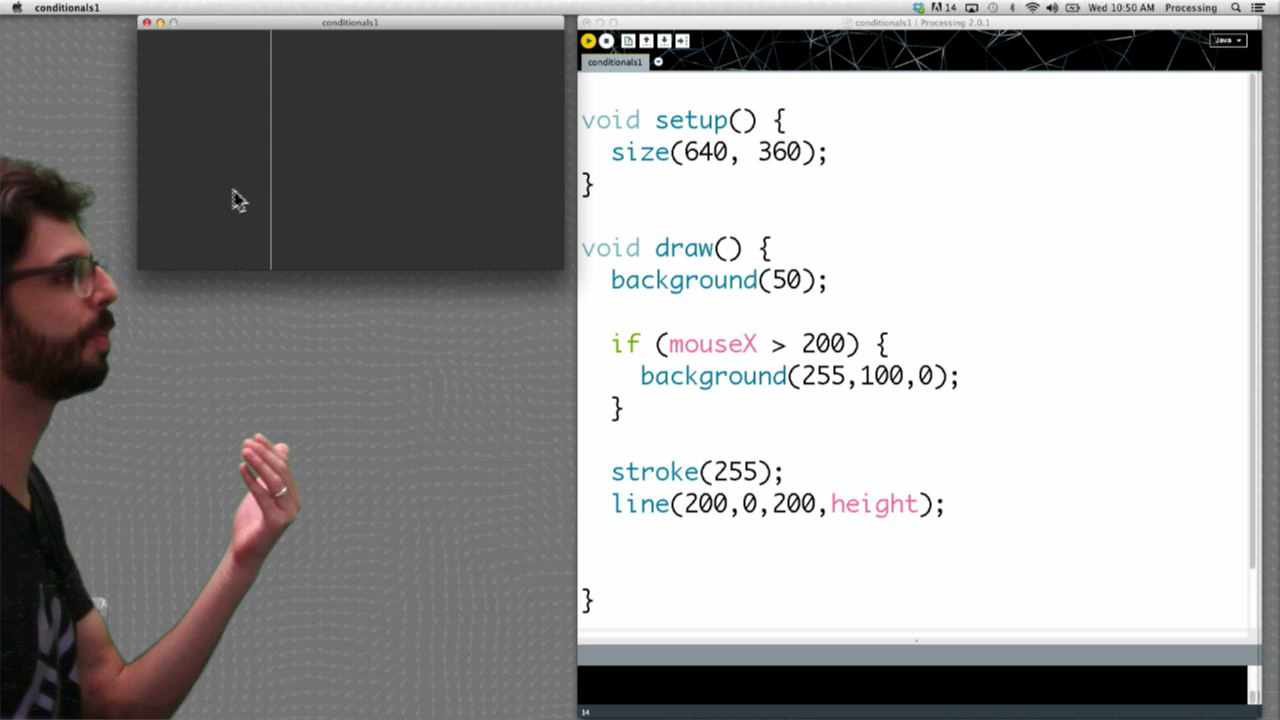 conditionals1
14
Wed 10:50 AM
Processing
conditionals1
conditionals1 | Processing 2.0.1
Java
conditionals1
void setup() {
size(640, 360);
}
void draw() {
background(50);
if (mouseX > 200) {
background(255,100,0);
}
stroke(255);
line(200,0,200,height);
}
14